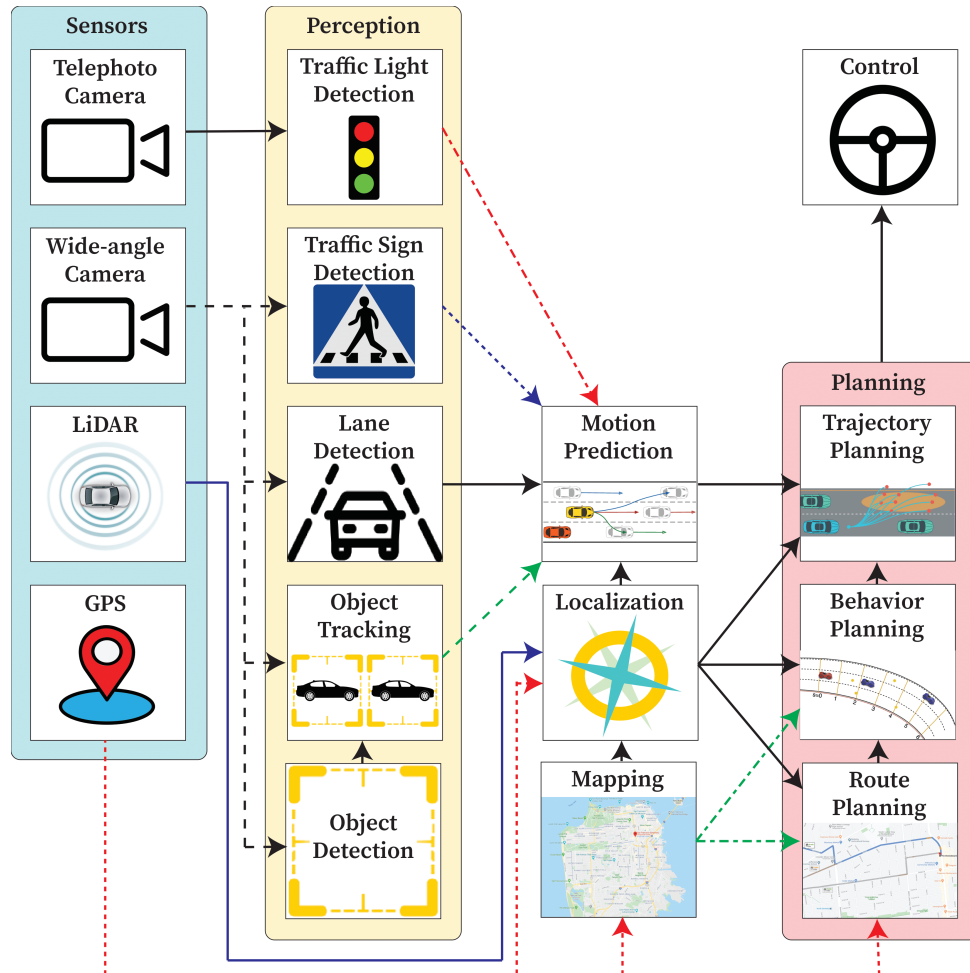 Sensors
Telephoto
Camera
Wide-angle
Camera
LiDAR
GPS
Perception
Traffic Light
Detection
Traffic Sign
Detection
Lane
Detection
Object
Tracking
Object
Detection
Motion
Prediction
Localization
Mapping
Control
Planning
Trajectory
Planning
Behavior
Planning
Route
Planning